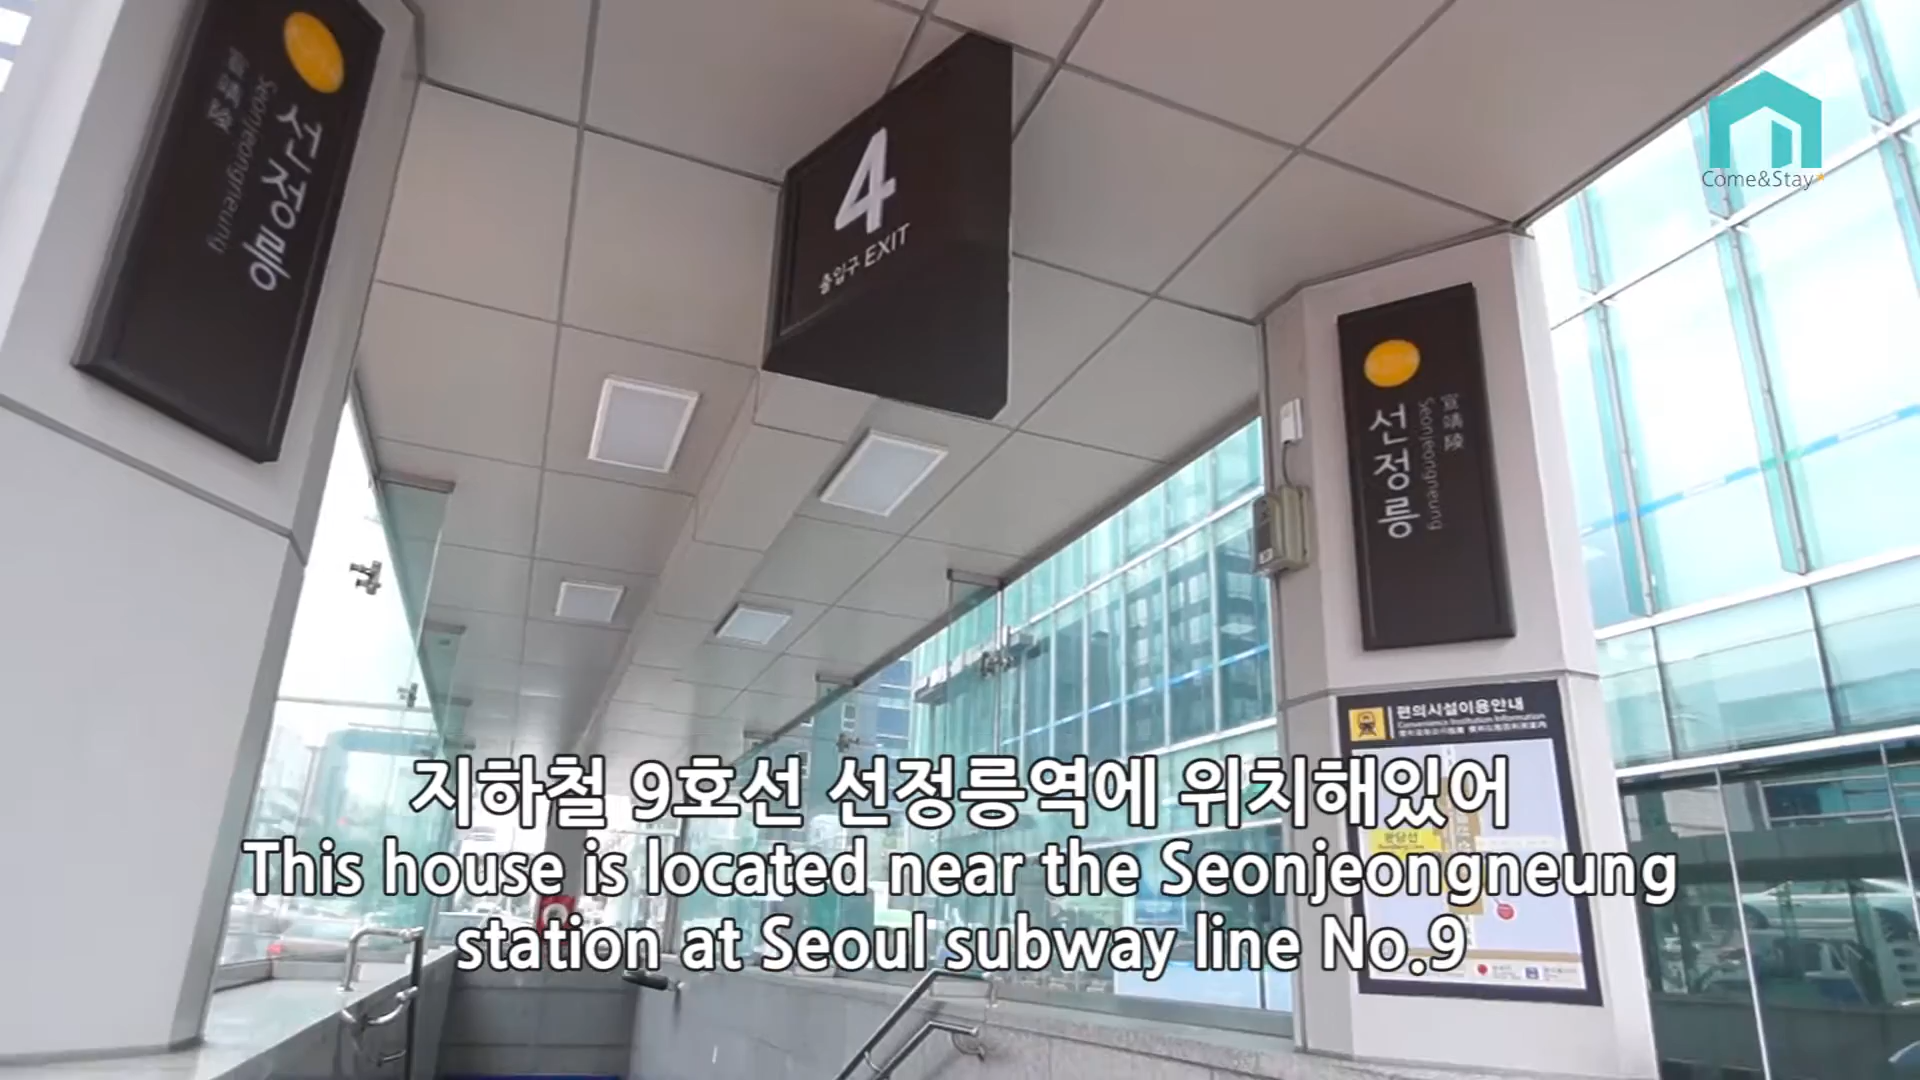 선정릉
Seonjeongneung
宣靖陵
4
출입구 EXIT
Come&Stay
선정릉
Seonjeongneung
宣靖陵
편의시설이용안내
Convenience Institution Information
분당선
지하철 9호선 선정릉역에 위치해있어
This house is located near the Seonjeongneung
station at Seoul subway line No.9